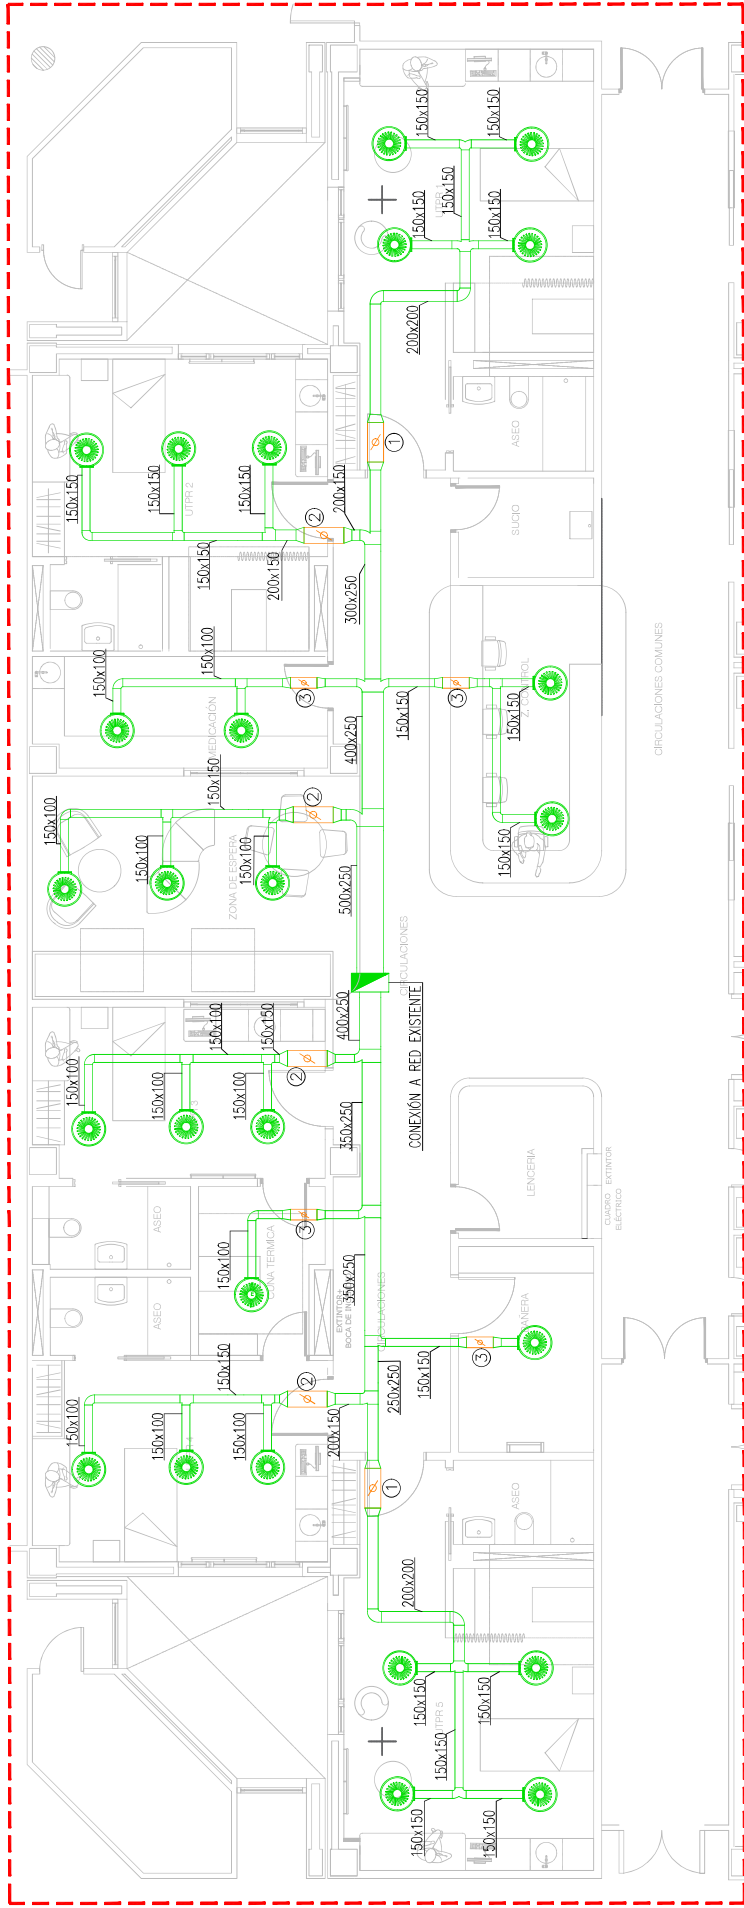 150x150
150x150
150x150
150x150
150x150
UTPR 1
200x200
ASEO
1
150x150
150x150
150x150
UTPR 2
200x150
2
SUCIO
150x150
200x150
300x250
CIRCULACIONES COMUNES
150x100
150x100
3
3
Z. CONTROL
150x150
150x150
MEDICACIÓN
400x250
150x150
2
150x100
150x100
150x100
ZONA DE ESPERA
150x150
500x250
CIRCULACIONES
400x250
CONEXIÓN A RED EXISTENTE
150x100
150x150
2
150x100
150x100
150x100
350x250
LENCERIA
EXTINTOR
CUADRO
ELÉCTRICO
ASEO
3
150x100
350x250
ASEO
EXTINTOR+
CIRCULACIONES
3
150x150
250x250
150x150
2
150x100
150x100
150x100
200x150
1
ASEO
200x200
150x150
150x150
UTPR 5
150x150
150x150
150x150